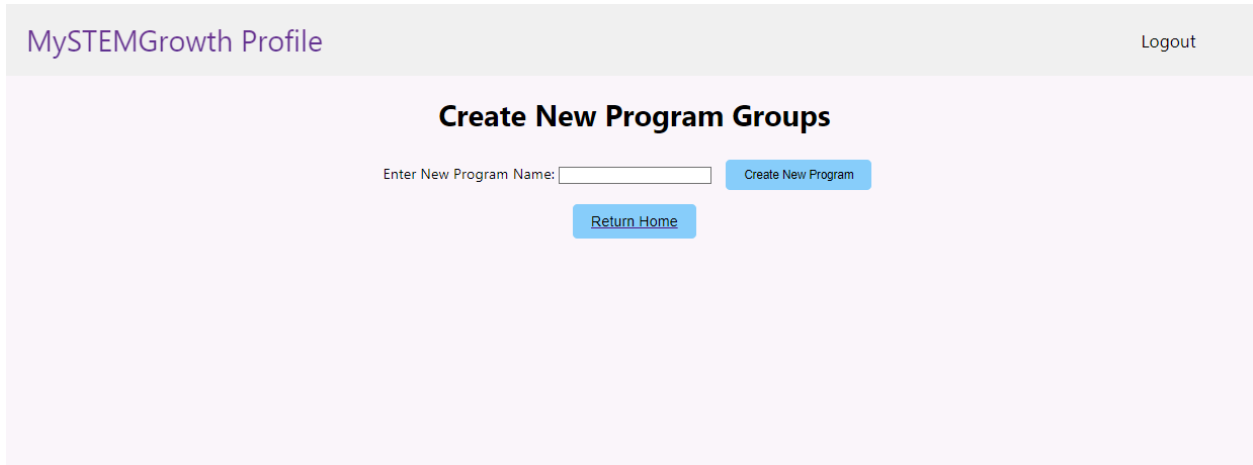 MySTEMGrowth Profile
Logout
Create New Program Groups
Enter New Program Name: Create New Program
Return Home